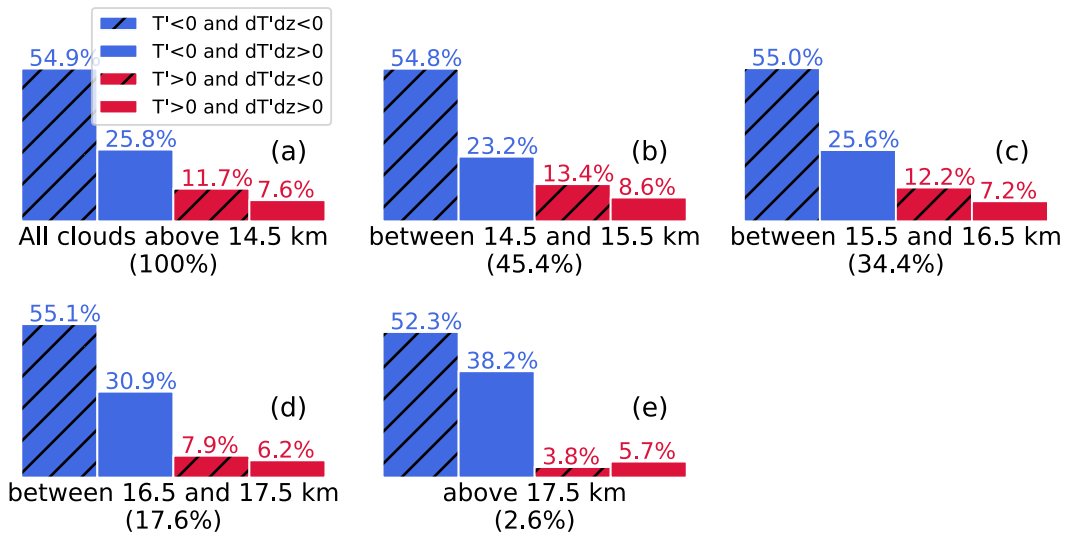 54.9%
T'<0 and dT'dz<0
T'<0 and dT'dz>0
T'>0 and dT'dz<0
T'>0 and dT'dz>0
25.8%
11.7%
7.6%
(a)
All clouds above 14.5 km
(100%)
54.8%
23.2%
13.4%
8.6%
(b)
between 14.5 and 15.5 km
(45.4%)
55.0%
25.6%
12.2%
7.2%
(c)
between 15.5 and 16.5 km
(34.4%)
55.1%
30.9%
7.9%
6.2%
(d)
between 16.5 and 17.5 km
(17.6%)
52.3%
38.2%
3.8%
5.7%
(e)
above 17.5 km
(2.6%)